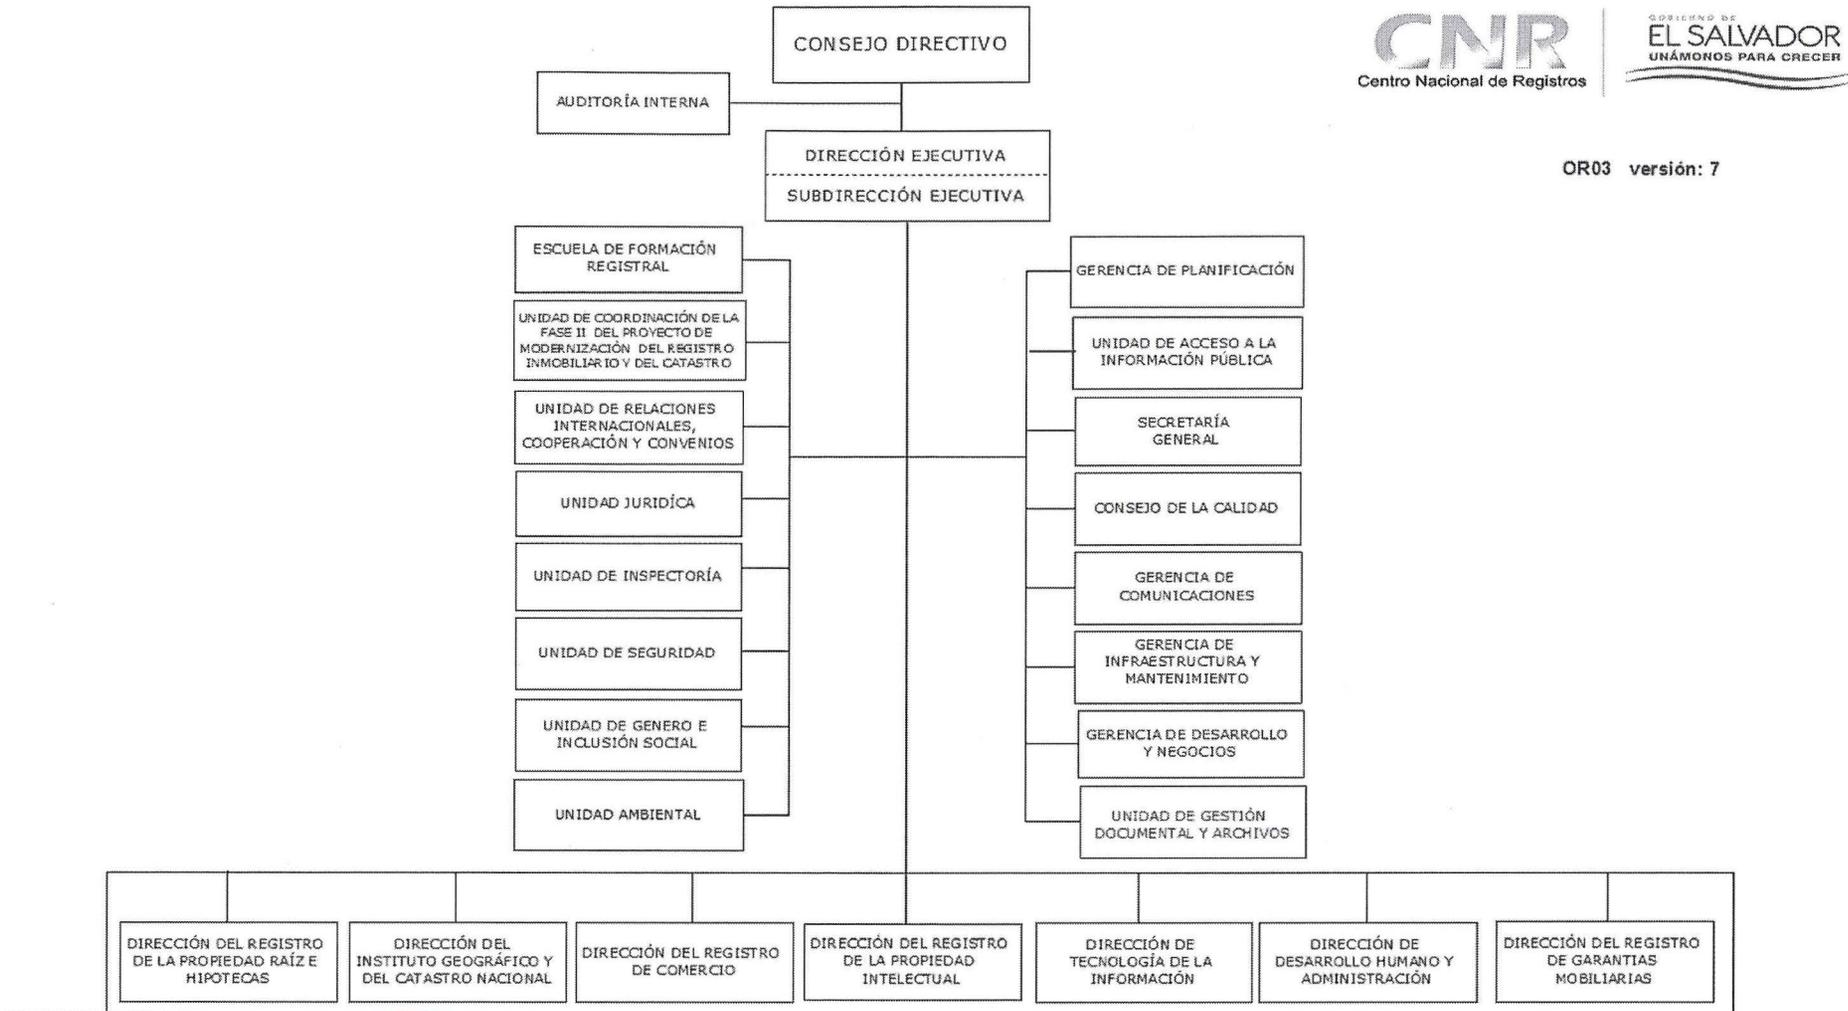 CONSEJO DIRECTIVO
CNR
Centro Nacional de Registros
GOBIERNO DE
EL SALVADOR
UNÁMONOS PARA CRECER
AUDITORÍA INTERNA
DIRECCIÓN EJECUTIVA
SUBDIRECCIÓN EJECUTIVA
OR03 versión: 7
ESCUELA DE FORMACIÓN
REGISTRAL
UNIDAD DE COORDINACIÓN DE LA
FASE II DEL PROYECTO DE
MODERNIZACIÓN DEL REGISTRO
INMOBILIARIO Y DEL CATASTRO
UNIDAD DE RELACIONES
INTERNACIONALES,
COOPERACIÓN Y CONVENIOS
UNIDAD JURIDÍCA
UNIDAD DE INSPECTORÍA
UNIDAD DE SEGURIDAD
UNIDAD DE GENERO E
INCLUSIÓN SOCIAL
UNIDAD AMBIENTAL
GERENCIA DE PLANIFICACIÓN
UNIDAD DE ACCESO A LA
INFORMACIÓN PÚBLICA
SECRETARÍA
GENERAL
CONSEJO DE LA CALIDAD
GERENCIA DE
COMUNICACIONES
GERENCIA DE
INFRAESTRUCTURA Y
MANTENIMIENTO
GERENCIA DE DESARROLLO
Y NEGOCIOS
UNIDAD DE GESTIÓN
DOCUMENTAL Y ARCHIVOS
DIRECCIÓN DEL REGISTRO
DE LA PROPIEDAD RAÍZ E
HIPOTECAS
DIRECCIÓN DEL
INSTITUTO GEOGRÁFICO Y
DEL CATASTRO NACIONAL
DIRECCIÓN DEL REGISTRO
DE COMERCIO
DIRECCIÓN DEL REGISTRO
DE LA PROPIEDAD
INTELECTUAL
DIRECCIÓN DE
TECNOLOGÍA DE LA
INFORMACIÓN
DIRECCIÓN DE
DESARROLLO HUMANO Y
ADMINISTRACIÓN
DIRECCIÓN DEL REGISTRO
DE GARANTIAS
MOBILIARIAS